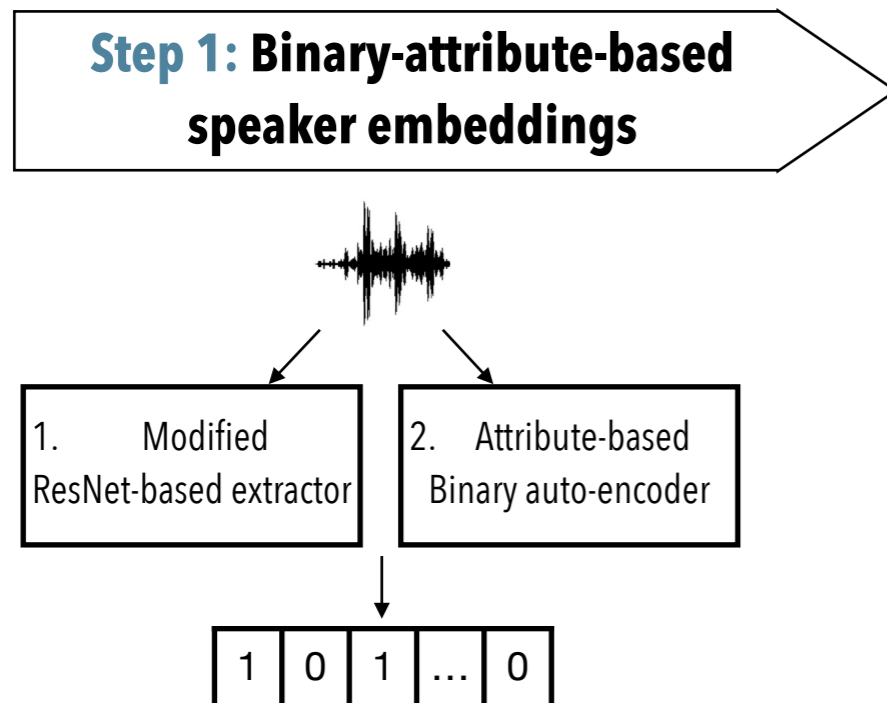 Step 1: Binary-attribute-based
speaker embeddings
1. Modified
ResNet-based extractor
2. Attribute-based
Binary auto-encoder
1 0 1 ... 0